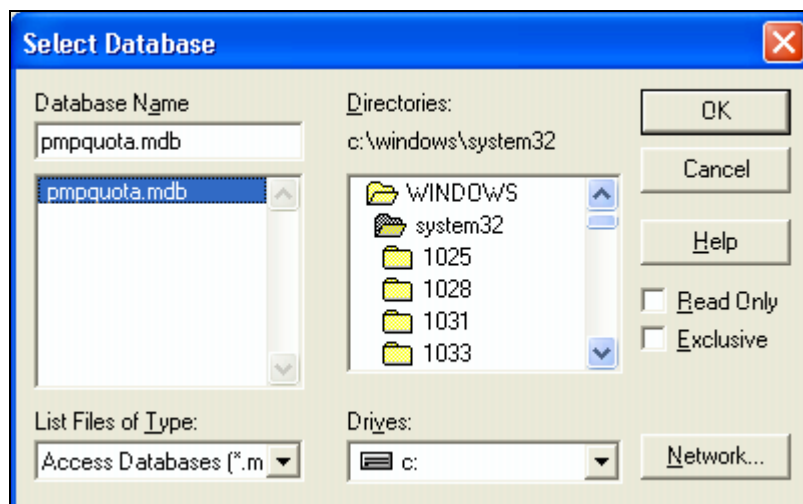 Select Database
Database Name
pmpquota.mdb
pmpquota.mdb
List Files of Type:
Access Databases (*.m
Directories:
c:\windows\system32
WINDOWS
system32
1025
1028
1031
1033
Drives:
c:
OK
Cancel
Help
Read Only
Exclusive
Network...